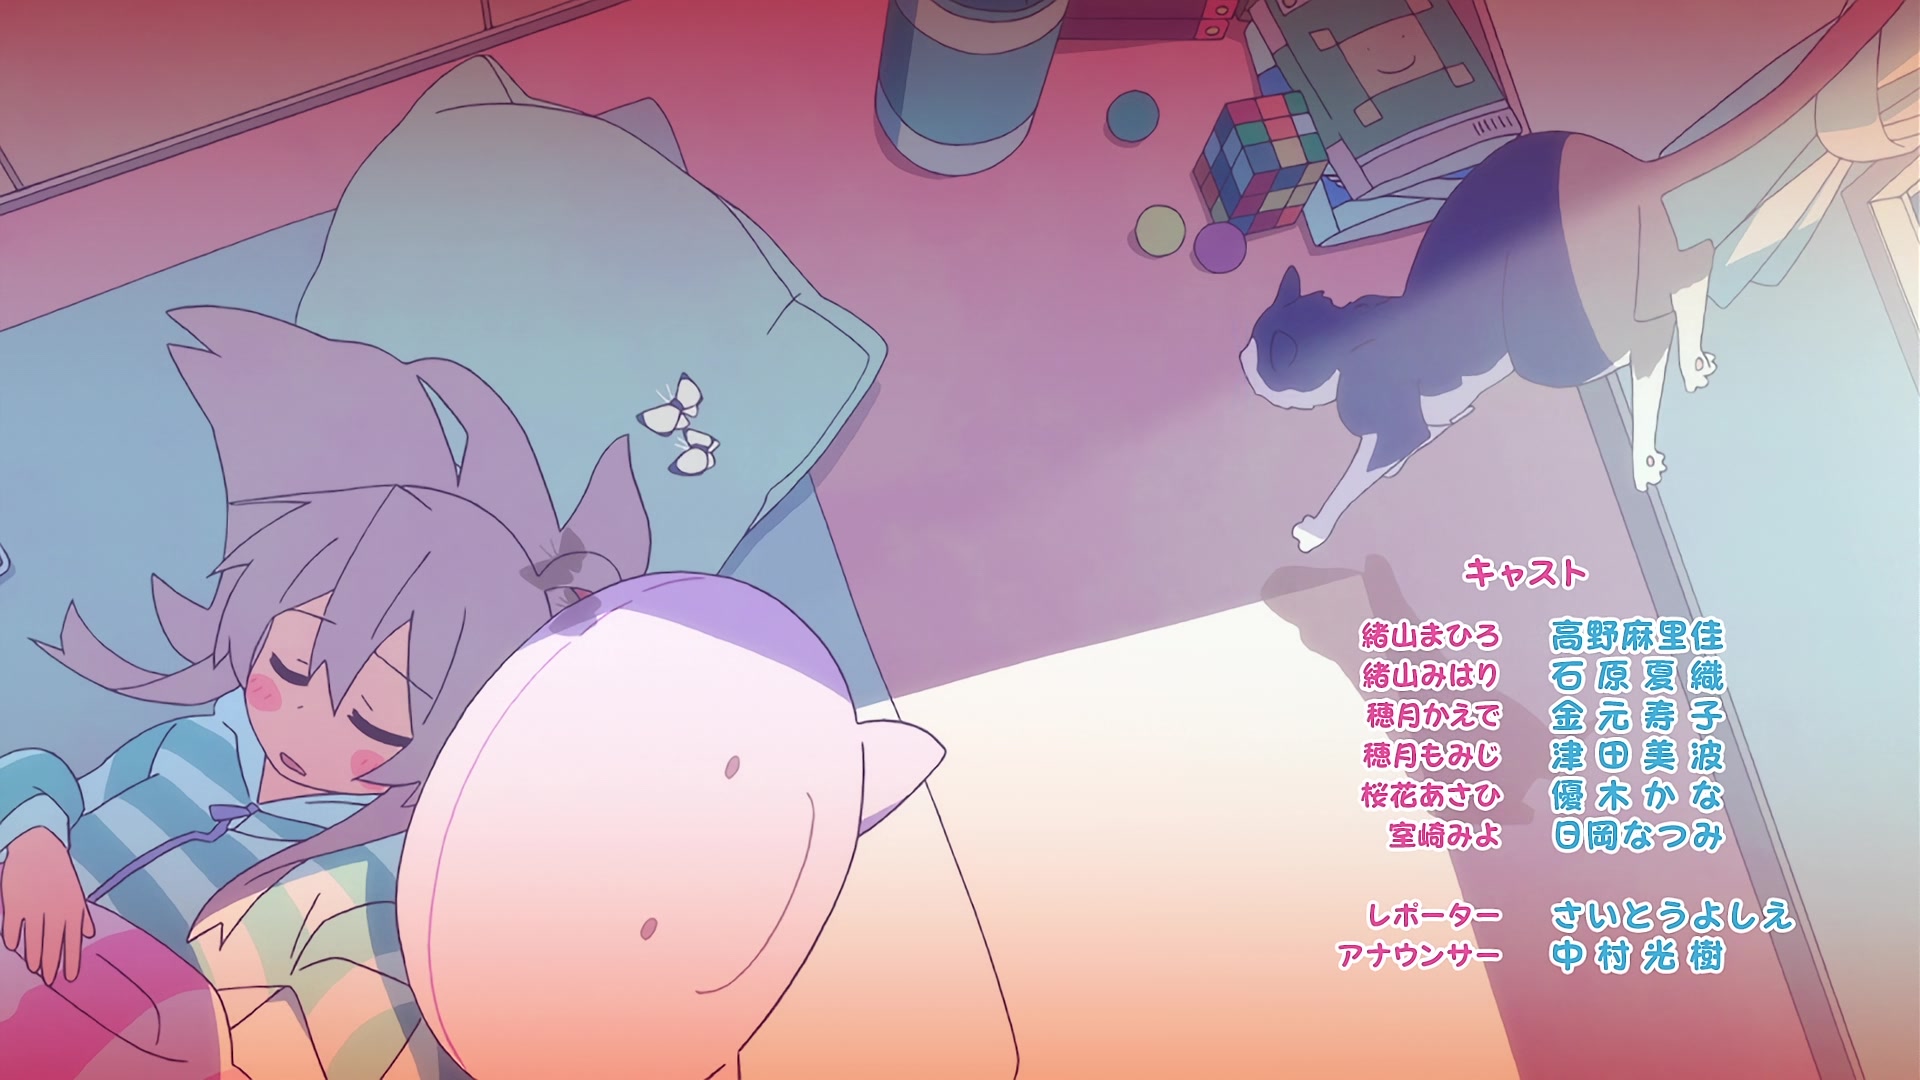 キャスト
緒山まひろ 高野麻里佳
緒山みはり 石原夏織
穂月かえで 金元寿子
穂月もみじ 津田美波
桜花あさひ 優木かな
室崎みよ 日岡なつみ
レポーター さいとうよしえ
アナウンサー 中村光樹